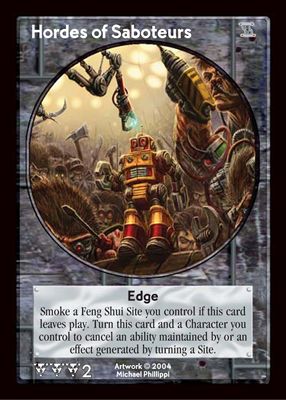 Hordes of Saboteurs
Edge
Smoke a Feng Shui Site you control if this card
leaves play. Turn this card and a Character you
control to cancel an ability maintained by or an
effect generated by turning a Site.
2
Artwork © 2004
Michael Phillippi